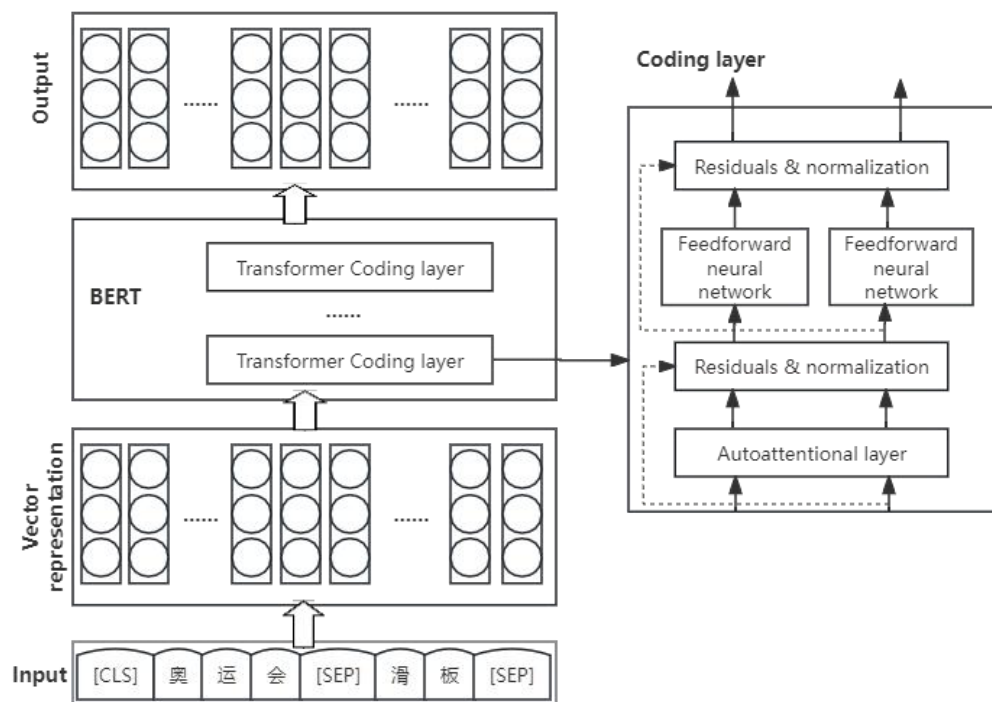 Output
......
......
BERT
Transformer Coding layer
......
Transformer Coding layer
Vector
representation
......
......
Input
[CLS]
奥
运
会
[SEP]
滑
板
[SEP]
Coding layer
Residuals & normalization
Feedforward
neural
network
Feedforward
neural
network
Residuals & normalization
Autoattentional layer